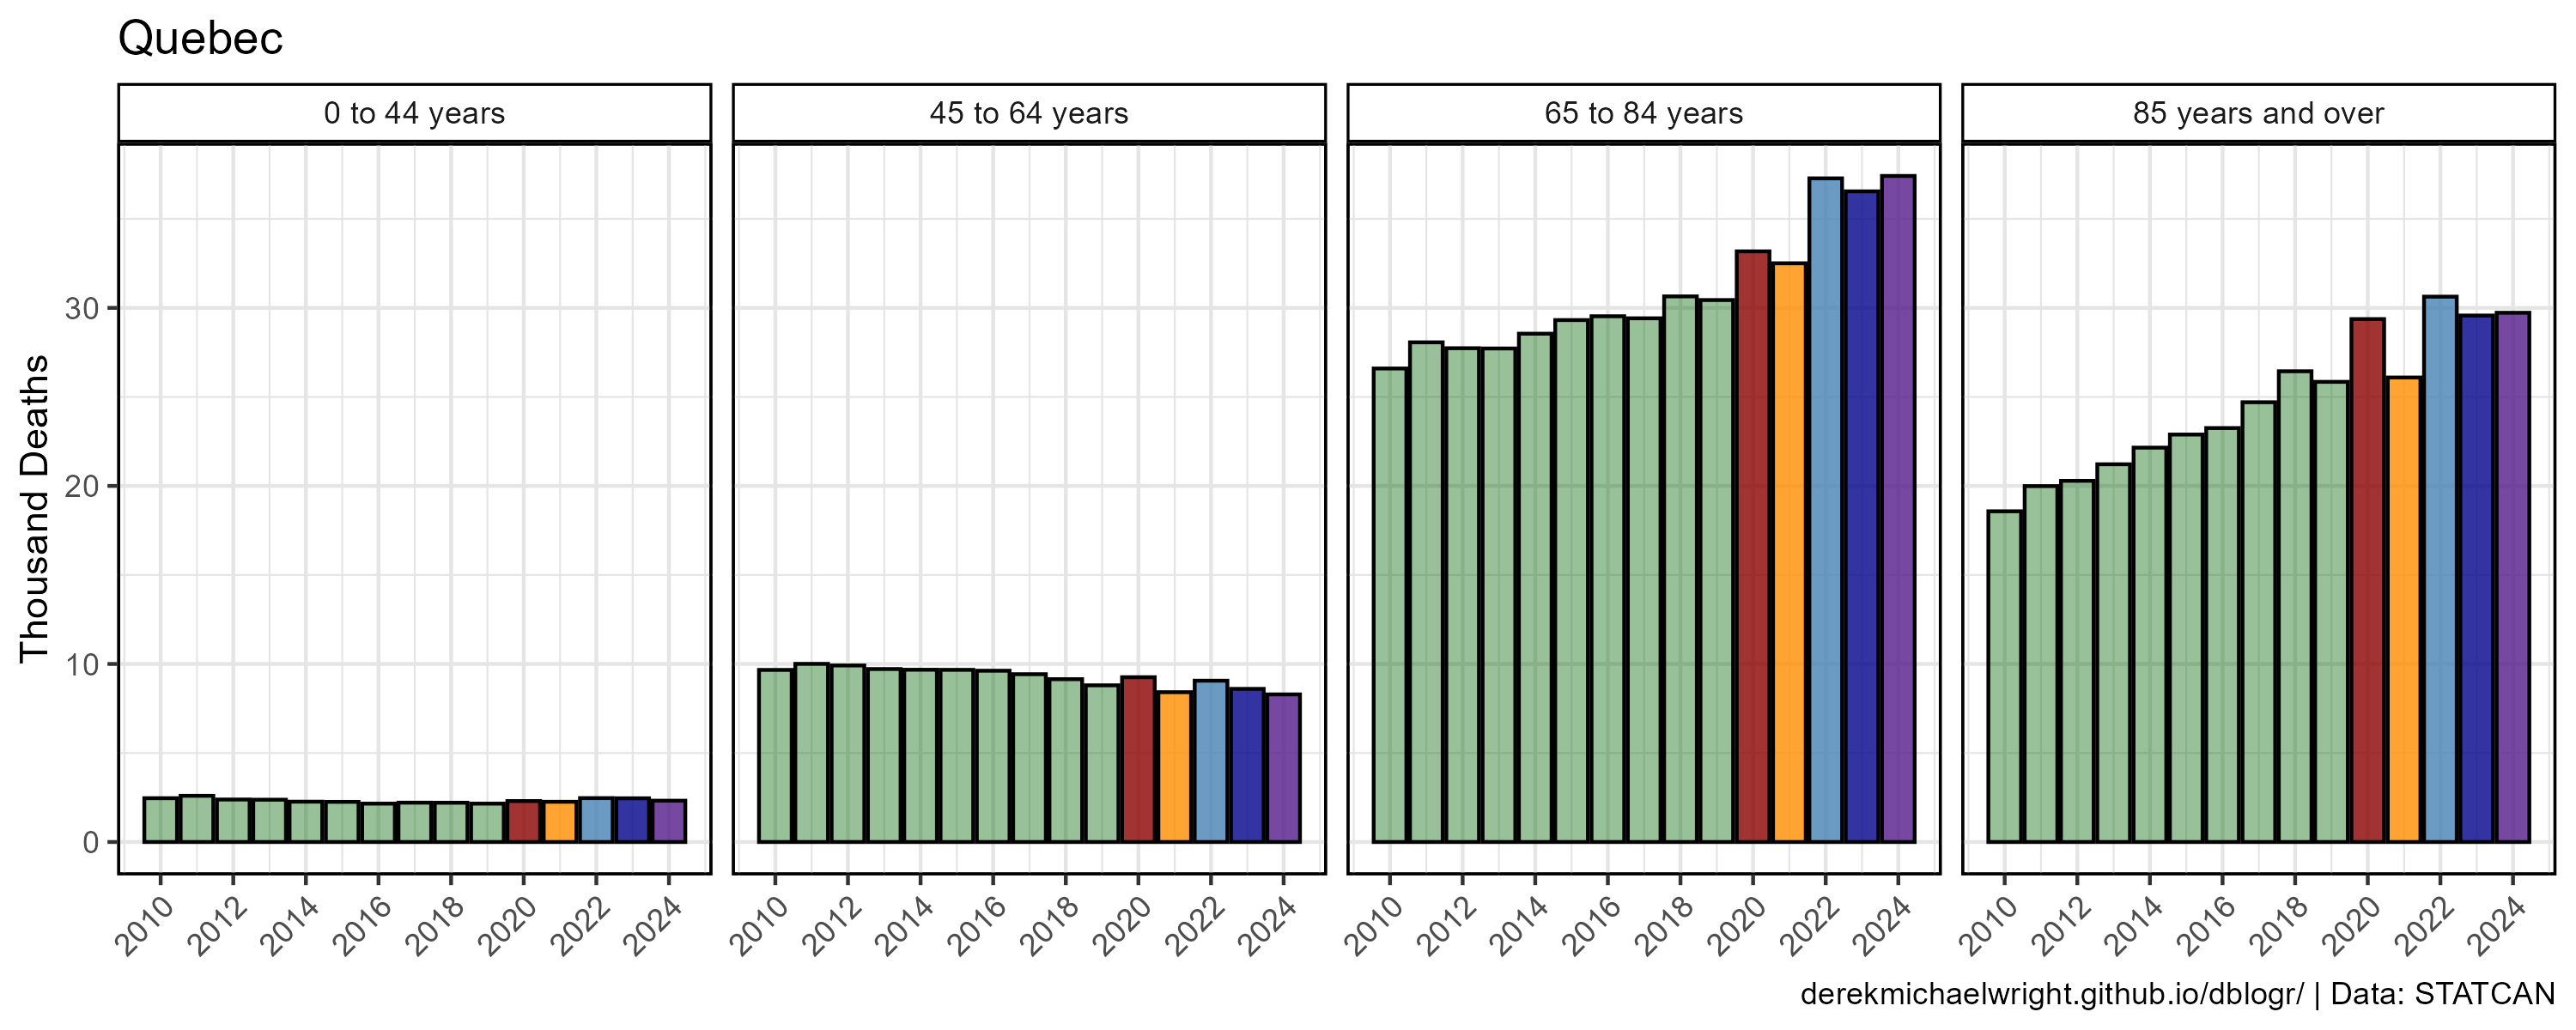 Quebec
0 to 44 years
45 to 64 years
65 to 84 years
85 years and over
Thousand Deaths
30
20
10
0
2010 2012 2014 2016 2018 2020 2022 2024
2010 2012 2014 2016 2018 2020 2022 2024
2010 2012 2014 2016 2018 2020 2022 2024
2010 2012 2014 2016 2018 2020 2022 2024
derekmichaelwright.github.io/dblogr/ | Data: STATCAN